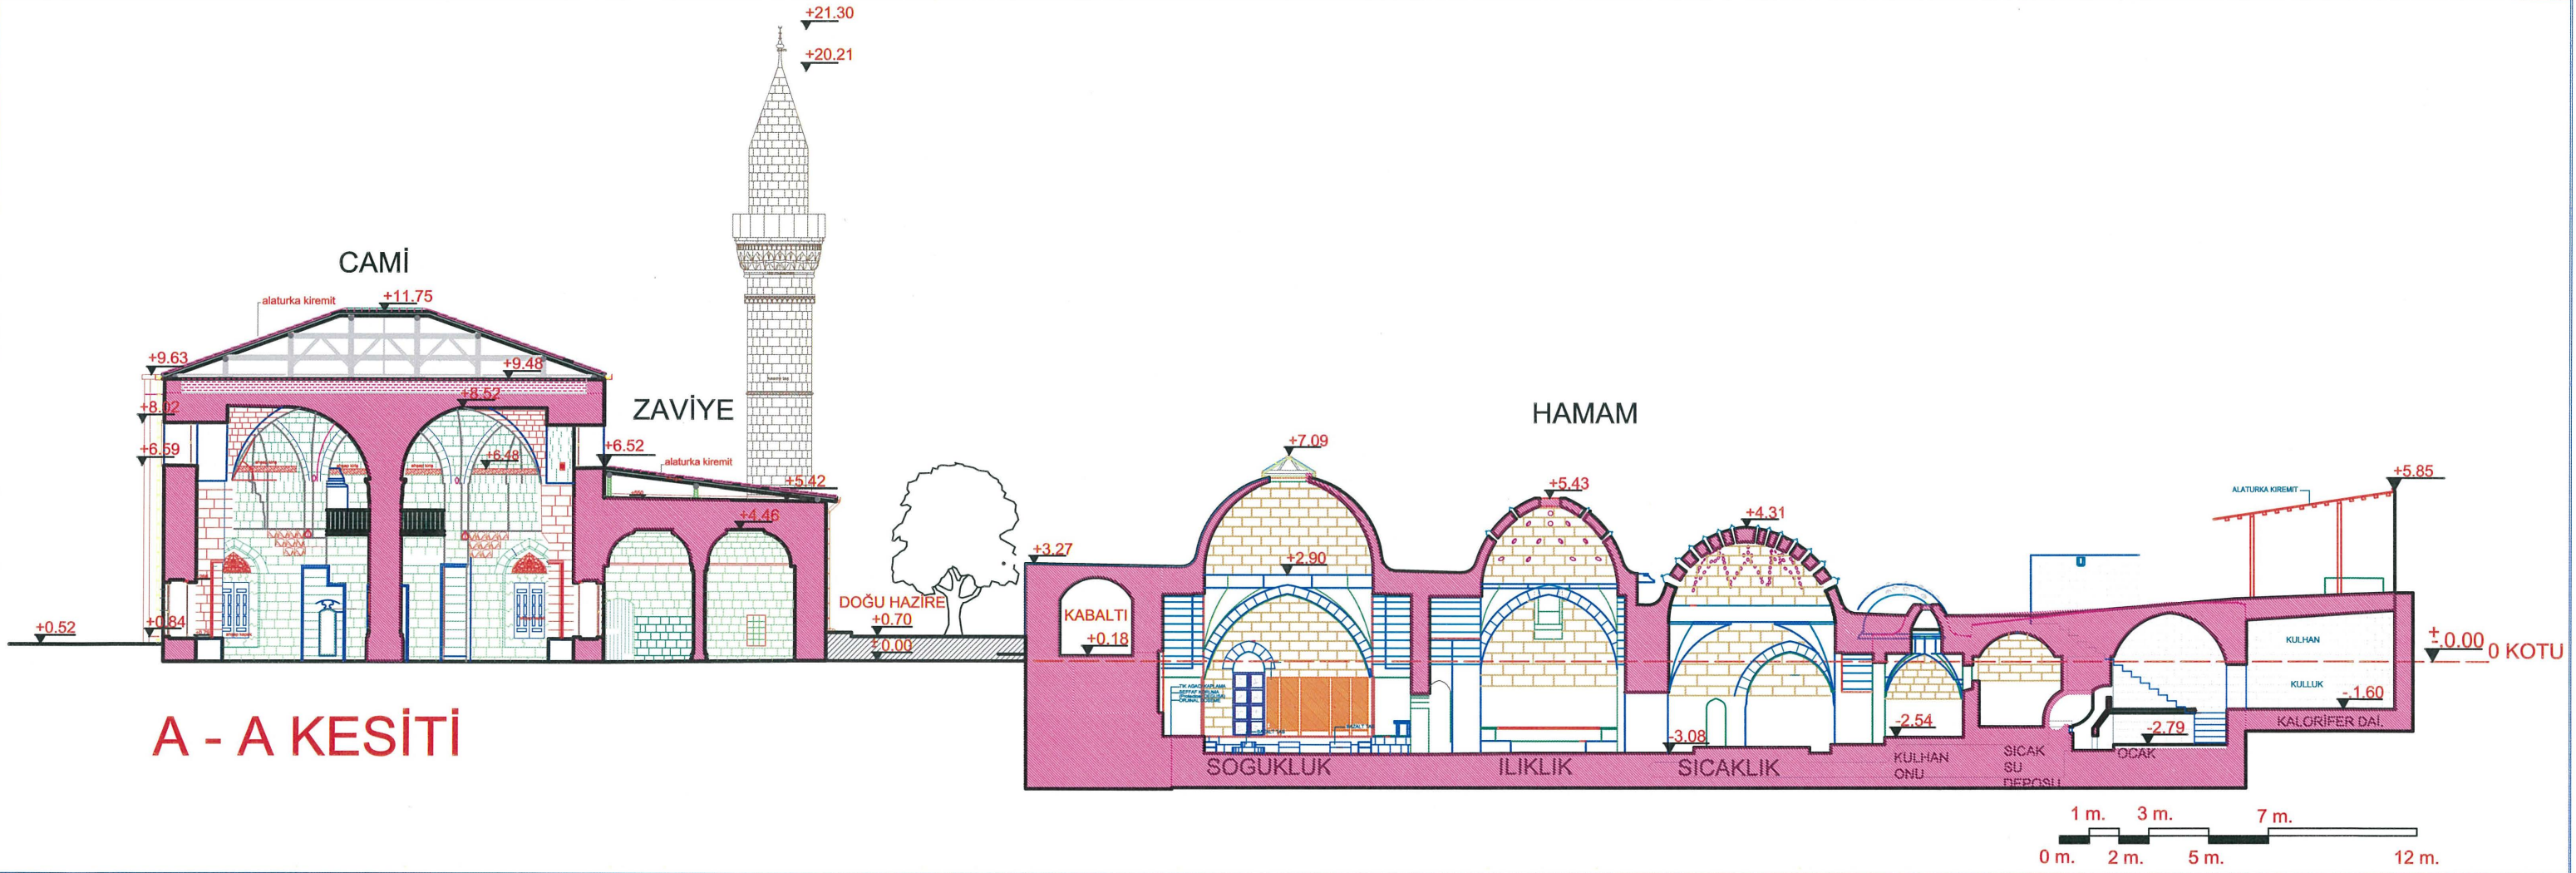 +21.30
+20.21
CAMİ
alaturka kiremit
+11.75
+9.63
+9.48
+8.52
+8.02
+6.59
+6.48
+0.84
+0.52
ZAVİYE
+6.52
alaturka kiremit
+5.42
+4.46
DOĞU HAZİRE
+0.70
+0.00
A - A KESİTİ
HAMAM
+7.09
+5.43
+4.31
+3.27
+2.90
KABALTI
+0.18
SOGUKLUK
ILIKLIK
-3.08
SICAKLIK
-2.54
KULHAN
ONU
SICAK
SU
DEPOSU
-2.79
OCAK
ALATURKA KIREMIT
+5.85
KULHAN
KULLUK
-.1.60
KALORİFER DAİ.
±.0.00 0 KOTU
1 m. 3 m. 7 m.
0 m. 2 m. 5 m. 12 m.